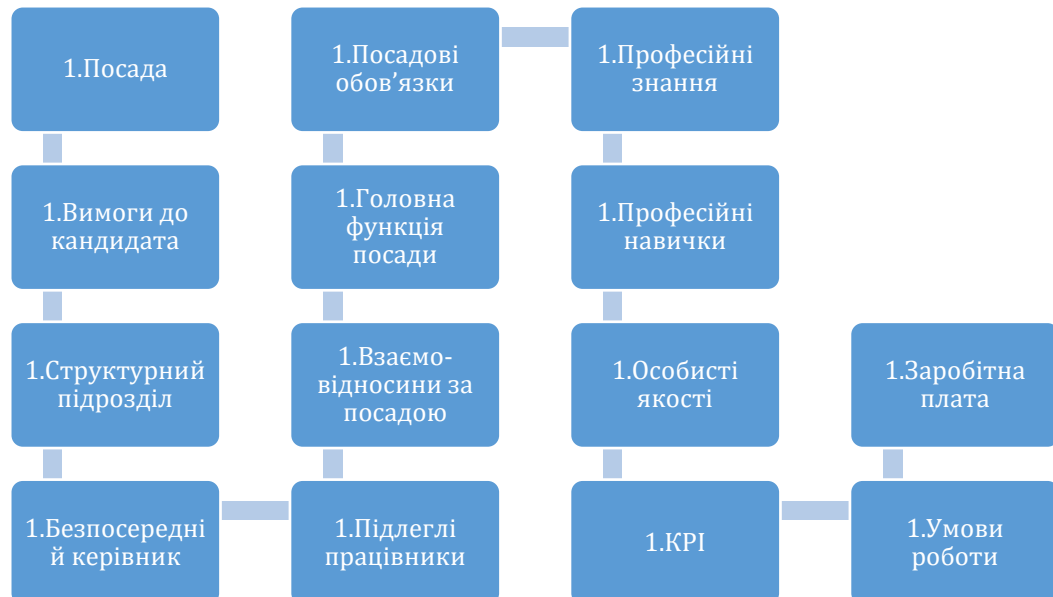 1.Посада
1.Вимоги до
кандидата
1.Структурний
підрозділ
1.Безпосередні
й керівник
1.Підлеглі
працівники
1.Взаємо-
відносини за
посадою
1.Головна
функція
посади
1.Посадові
обов’язки
1.Професійні
знання
1.Професійні
навички
1.Особисті
якості
1.KPI
1.Умови
роботи
1.Заробітна
плата